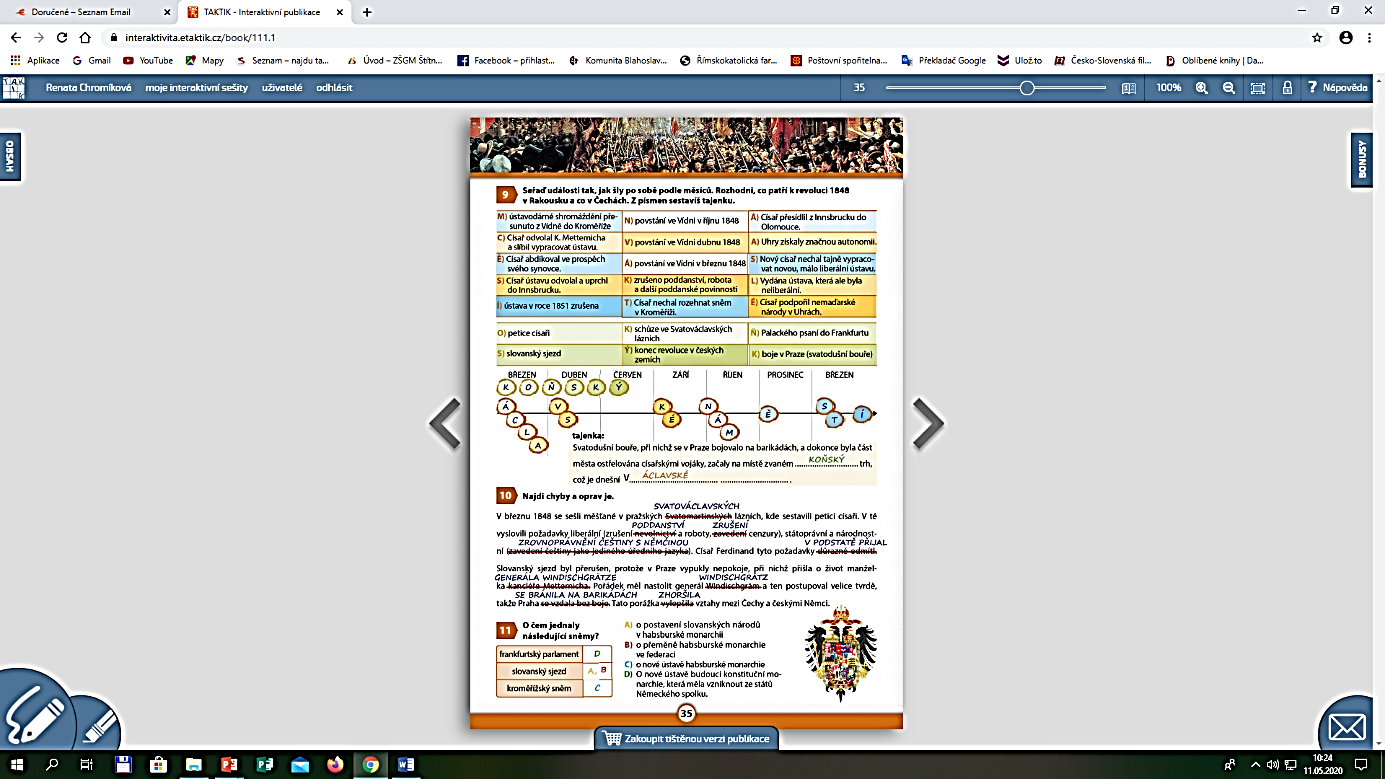 Doručené – Seznam Email
TAKTIK - Interaktivní publikace
interaktivita.etaktik.cz/book/111.1
Aplikace Gmail YouTube Mapy Seznam – najdu ta... Úvod – ZŠGM Štítn... Facebook – přihlast... Komunita Blahoslav... Římskokatolická far... Poštovní spořitelna... Překladač Google Ulož.to Česko-Slovenská fil... Oblíbené knihy | Da...
TAKTIK Renata Chromíková moje interaktivní sešity uživatelé odhlásit 35 100% ? Nápověda
OBSAH
BONUSY
9 Seřaď události tak, jak šly po sobě podle měsíců. Rozhodni, co patří k revoluci 1848
v Rakousku a co v Čechách. Z písmen sestavíš tajenku.
M) ústavodárné shromáždění pře-
sunuto z Vídně do Kroměříže
N) povstání ve Vídni v říjnu 1848
Á) Císař přesídlil z Innsbrucku do
Olomouce.
C) Císař odvolal K. Metternicha
a slíbil vypracovat ústavu.
V) povstání ve Vídni dubnu 1848
A) Uhry získaly značnou autonomii.
Ě) Císař abdikoval ve prospěch
svého synovce.
Á) povstání ve Vídni v březnu 1848
S) Nový císař nechal tajně vypraco-
vat novou, málo liberální ústavu.
S) Císař ústavu odvolal a uprchl
do Innsbrucku.
K) zrušeno poddanství, robota
a další poddanské povinnosti
L) Vydána ústava, která ale byla
neliberální.
Í) ústava v roce 1851 zrušena
T) Císař nechal rozehnat sněm
v Kroměříži.
É) Císař podpořil nemaďarské
národy v Uhrách.
O) petice císaři
K) schůze ve Svatováclavských
lázních
Ň) Palackého psaní do Frankfurtu
S) slovanský sjezd
Ý) konec revoluce v českých
zemích
K) boje v Praze (svatodušní bouře)
BŘEZEN DUBEN ČERVEN ZÁŘÍ ŘÍJEN PROSINEC BŘEZEN
K O Ň S K Ý
Á V K N Ě S Í
C S É Á T
L M
A
tajenka:
Svatodušní bouře, při nichž se v Praze bojovalo na barikádách, a dokonce byla část
města ostřelována císařskými vojáky, začaly na místě zvaném KOŇSKÝ trh,
což je dnešní V ÁCLAVSKÉ .
10 Najdi chyby a oprav je.
SVATOVÁCLAVSKÝCH
V březnu 1848 se sešli měšťané v pražských Svatomartinských lázních, kde sestavili petici císaři. V té
PODDANSTVÍ ZRUŠENÍ
vyslovili požadavky liberální (zrušení nevolnictví a roboty, zavedení cenzury), státoprávní a národnost-
ZROVNOPRÁVNĚNÍ ČEŠTINY S NĚMČINOU V PODSTATĚ PŘIJAL
ní (zavedení češtiny jako jediného úředního jazyka). Císař Ferdinand tyto požadavky důrazně odmítl.
Slovanský sjezd byl přerušen, protože v Praze vypukly nepokoje, při nichž přišla o život manžel-
GENERÁLA WINDISCHGRÄTZE WINDISCHGRÄTZ
ka kancléře Metternicha. Pořádek měl nastolit generál Windischgräm a ten postupoval velice tvrdě,
SE BRÁNILA NA BARIKÁDÁCH ZHORŠILA
takže Praha se vzdala bez boje. Tato porážka vylepšila vztahy mezi Čechy a českými Němci.
11 O čem jednaly
následující sněmy?
frankfurtský parlament D
slovanský sjezd A, B
kroměřížský sněm C
A) o postavení slovanských národů
v habsburské monarchii
B) o přeměně habsburské monarchie
ve federaci
C) o nové ústavě habsburské monarchie
D) O nové ústavě budoucí konstituční mo-
narchie, která měla vzniknout ze států
Německého spolku.
35
Zakoupit tištěnou verzi publikace
10:24
11.05.2020